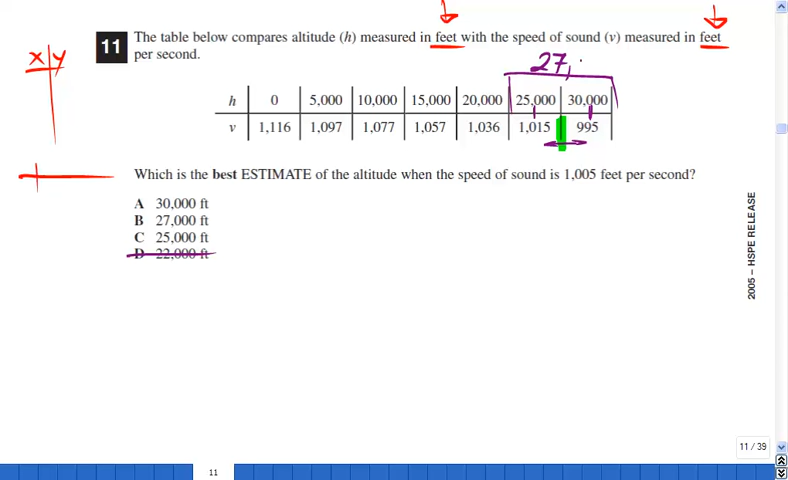 11 The table below compares altitude (h) measured in feet with the speed of sound (v) measured in feet
per second.
x y
27,
h 0 5,000 10,000 15,000 20,000 25,000 30,000
v 1,116 1,097 1,077 1,057 1,036 1,015 995
Which is the best ESTIMATE of the altitude when the speed of sound is 1,005 feet per second?
A 30,000 ft
B 27,000 ft
C 25,000 ft
D 22,000 ft
2005 – HSPE RELEASE
11 / 39
11